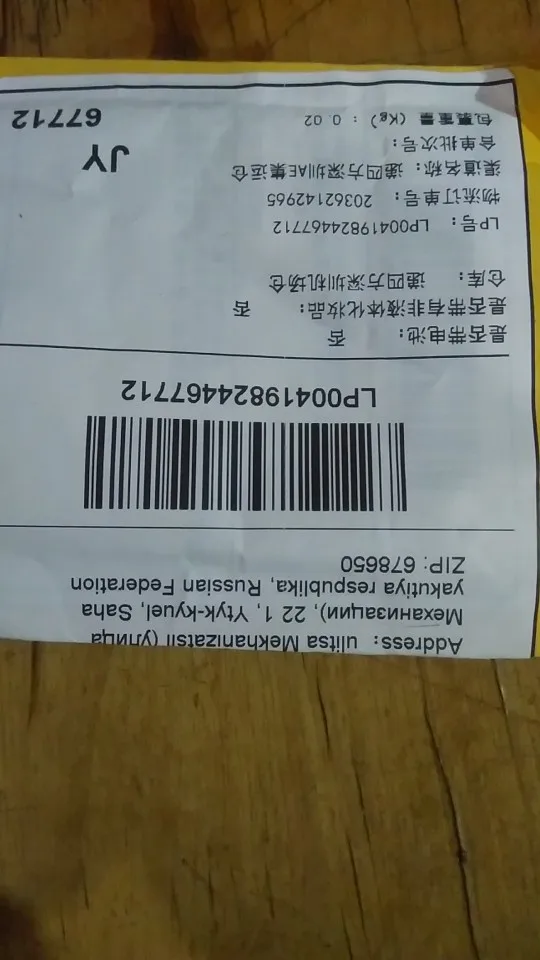 Address: ulitsa Mekhanizatsii (улица
Механизации), 22 1, Ytyk-kyuel, Saha
yakutiya respublika, Russian Federation
ZIP: 678650
LP00419824467712
是否带电池: 否
是否带有非液体化妆品: 否
仓库: 递四方深圳机场仓
LP号: LP00419824467712
物流订单号: 20362142965
渠道名称: 递四方深圳AE集运仓
JY
合单批次号:
包裹重量 (Kg) : 0.02
67712